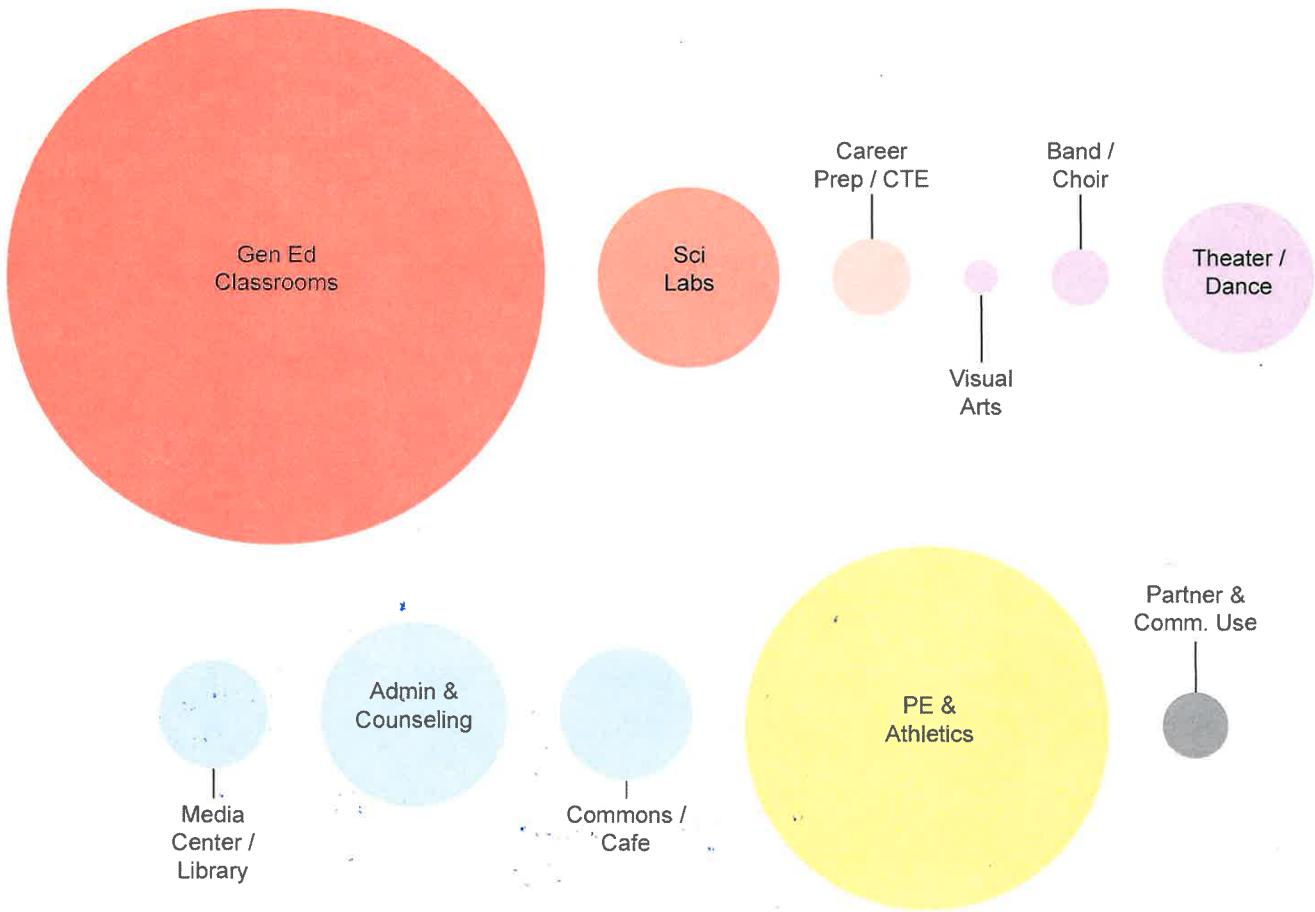 Gen Ed
Classrooms
Sci
Labs
Career
Prep / CTE
Visual
Arts
Band /
Choir
Theater /
Dance
Media
Center /
Library
Admin &
Counseling
Commons /
Cafe
PE &
Athletics
Partner &
Comm. Use